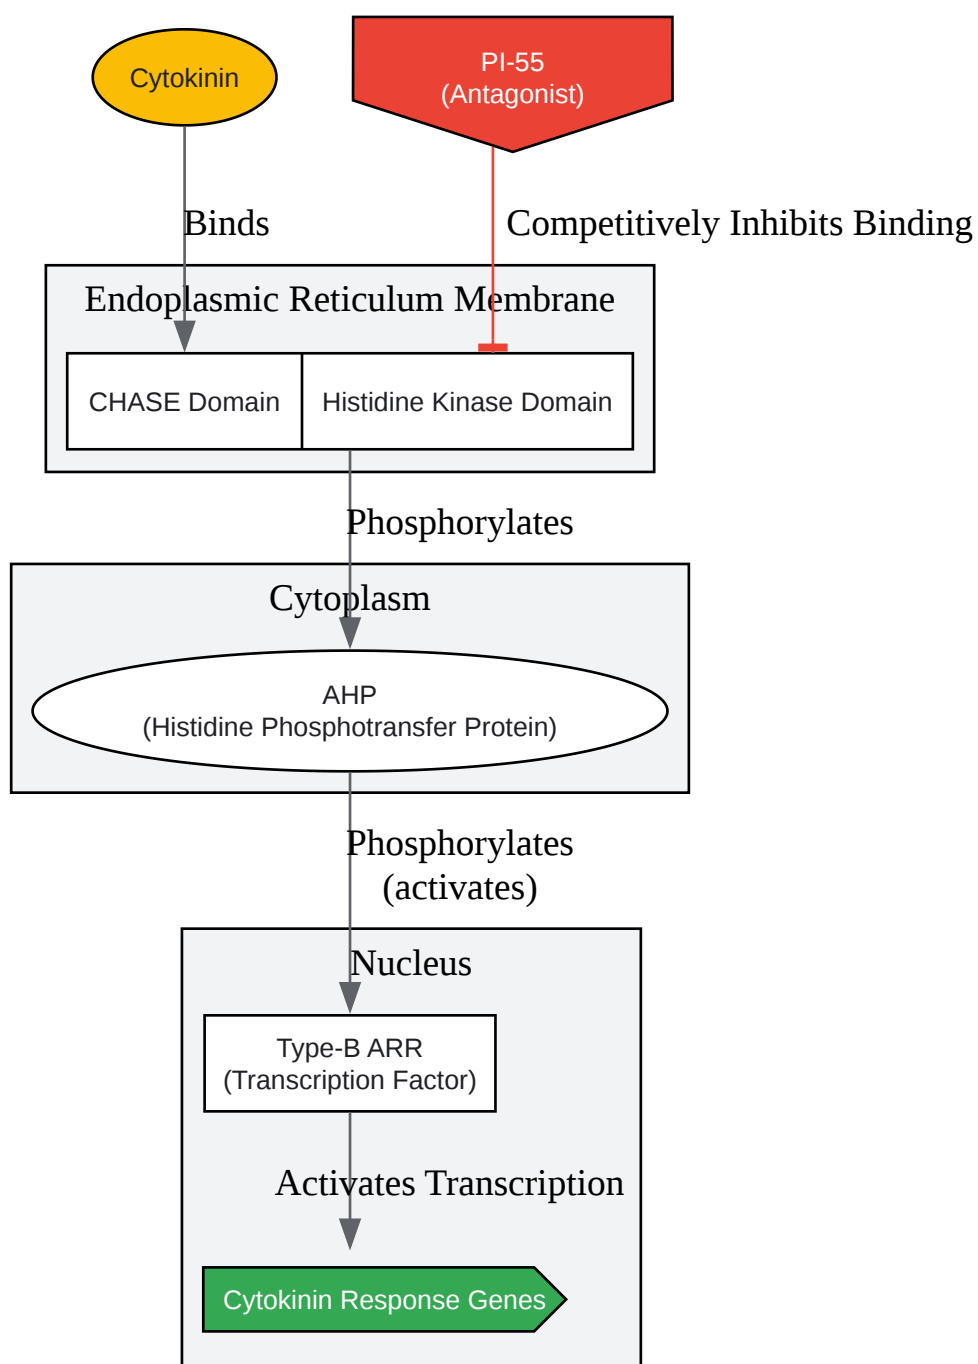 Cytokinin
PI-55
(Antagonist)
Binds
Competitively Inhibits Binding
Endoplasmic Reticulum Membrane
CHASE Domain
Histidine Kinase Domain
Phosphorylates
Cytoplasm
AHP
(Histidine Phosphotransfer Protein)
Phosphorylates
(activates)
Nucleus
Type-B ARR
(Transcription Factor)
Activates Transcription
Cytokinin Response Genes